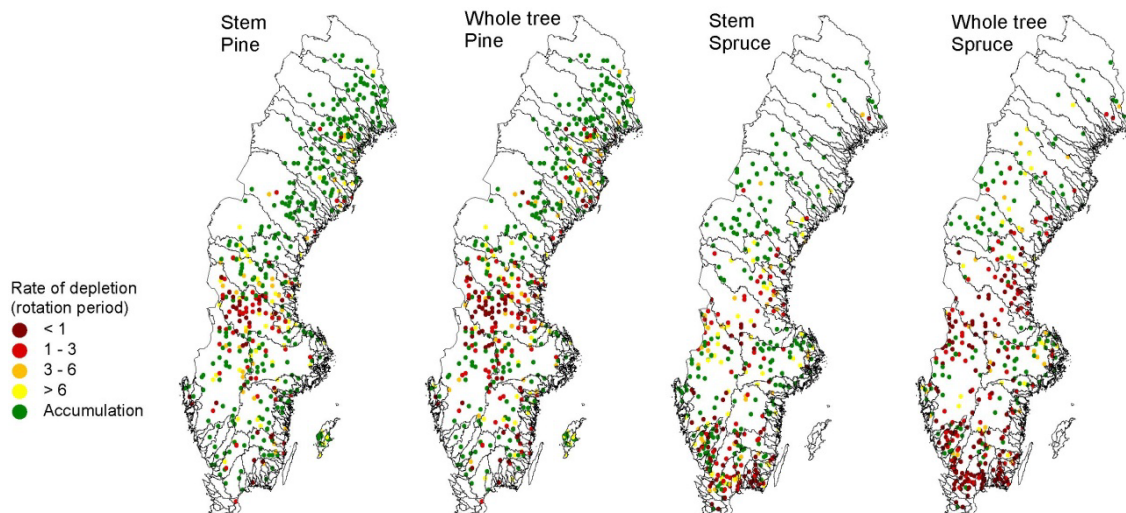 Stem
Pine
Whole tree
Pine
Stem
Spruce
Whole tree
Spruce
Rate of depletion
(rotation period)
< 1
1 - 3
3 - 6
> 6
Accumulation